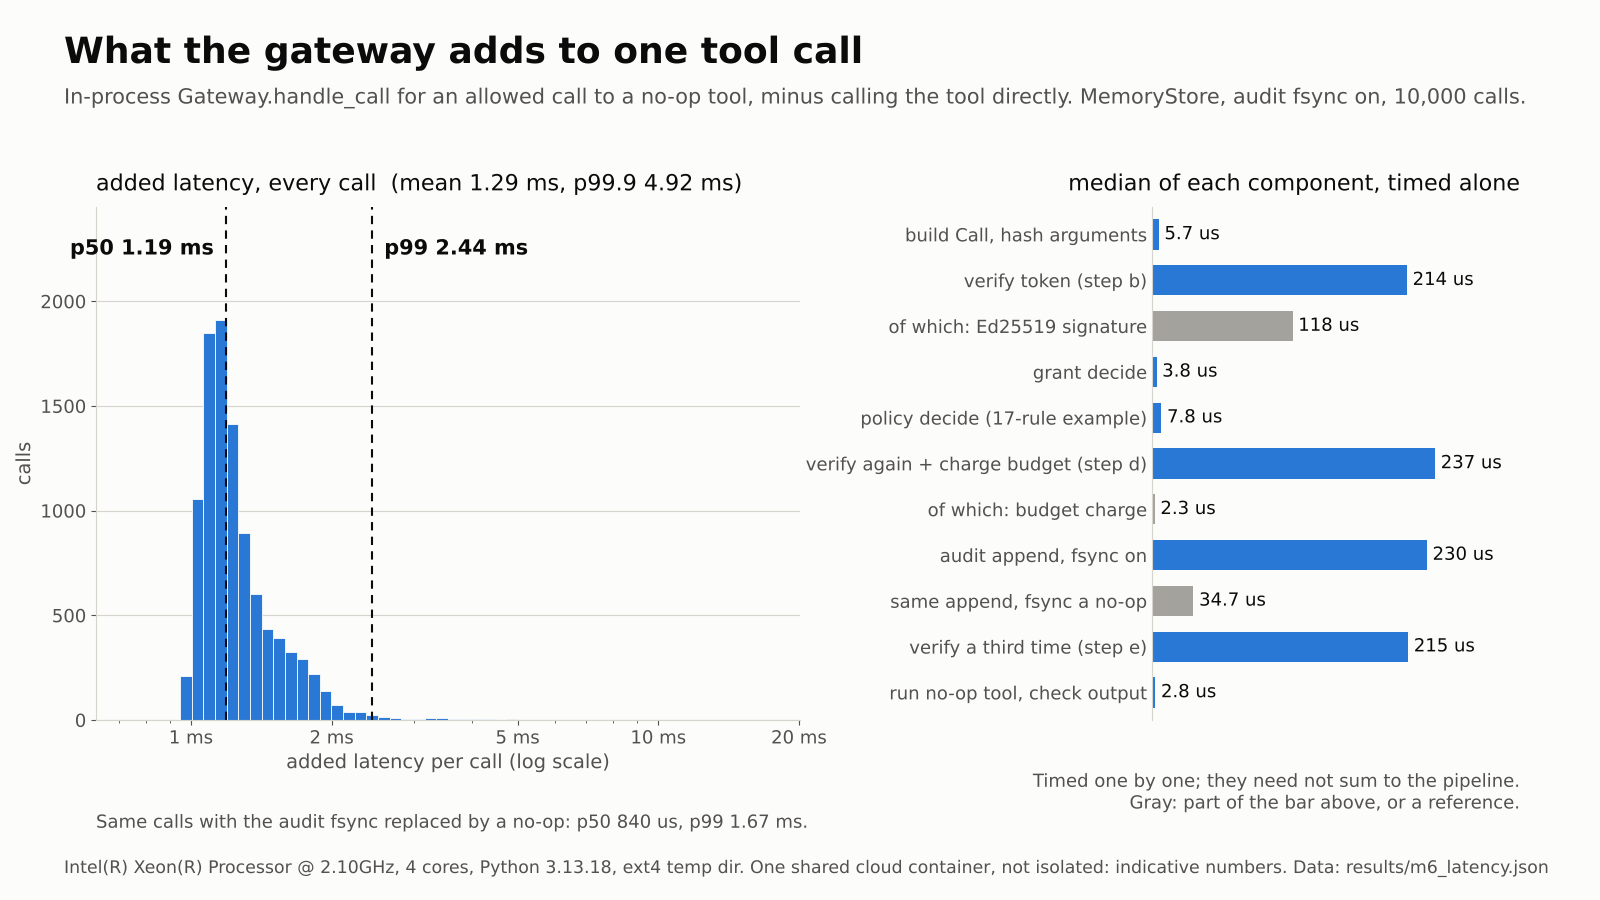 What the gateway adds to one tool call
In-process Gateway.handle_call for an allowed call to a no-op tool, minus calling the tool directly. MemoryStore, audit fsync on, 10,000 calls.
added latency, every call  (mean 1.29 ms, p99.9 4.92 ms)
p50 1.19 ms
p99 2.44 ms
2000
1500
1000
500
0
calls
1 ms
2 ms
5 ms
10 ms
20 ms
added latency per call (log scale)
Same calls with the audit fsync replaced by a no-op: p50 840 us, p99 1.67 ms.
median of each component, timed alone
build Call, hash arguments 5.7 us
verify token (step b) 214 us
of which: Ed25519 signature 118 us
grant decide 3.8 us
policy decide (17-rule example) 7.8 us
verify again + charge budget (step d) 237 us
of which: budget charge 2.3 us
audit append, fsync on 230 us
same append, fsync a no-op 34.7 us
verify a third time (step e) 215 us
run no-op tool, check output 2.8 us
Timed one by one; they need not sum to the pipeline.
Gray: part of the bar above, or a reference.
Intel(R) Xeon(R) Processor @ 2.10GHz, 4 cores, Python 3.13.18, ext4 temp dir. One shared cloud container, not isolated: indicative numbers. Data: results/m6_latency.json